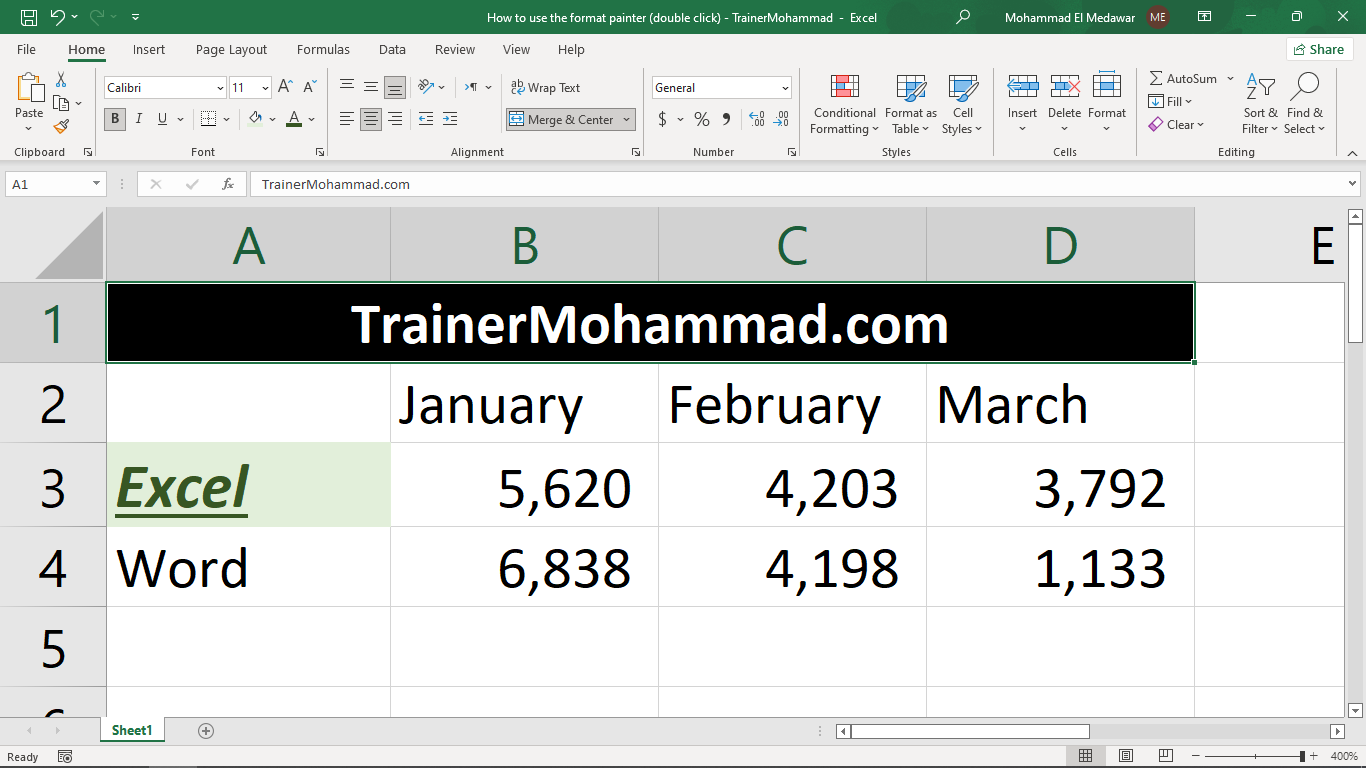 How to use the format painter (double click) - TrainerMohammad - Excel
Mohammad El Medawar ME
File Home Insert Page Layout Formulas Data Review View Help
Share
Paste
Clipboard
Calibri 11
B I U A
Font
Wrap Text
Merge & Center
Alignment
General
$ % 9 .00 .00
Number
Conditional Formatting
Format as Table
Cell Styles
Styles
Insert
Delete
Format
Cells
AutoSum
Fill
Clear
Sort & Filter
Find & Select
Editing
A1 fx TrainerMohammad.com
A B C D E
1 TrainerMohammad.com
2 January February March
3 Excel 5,620 4,203 3,792
4 Word 6,838 4,198 1,133
5
6
Sheet1
Ready
400%